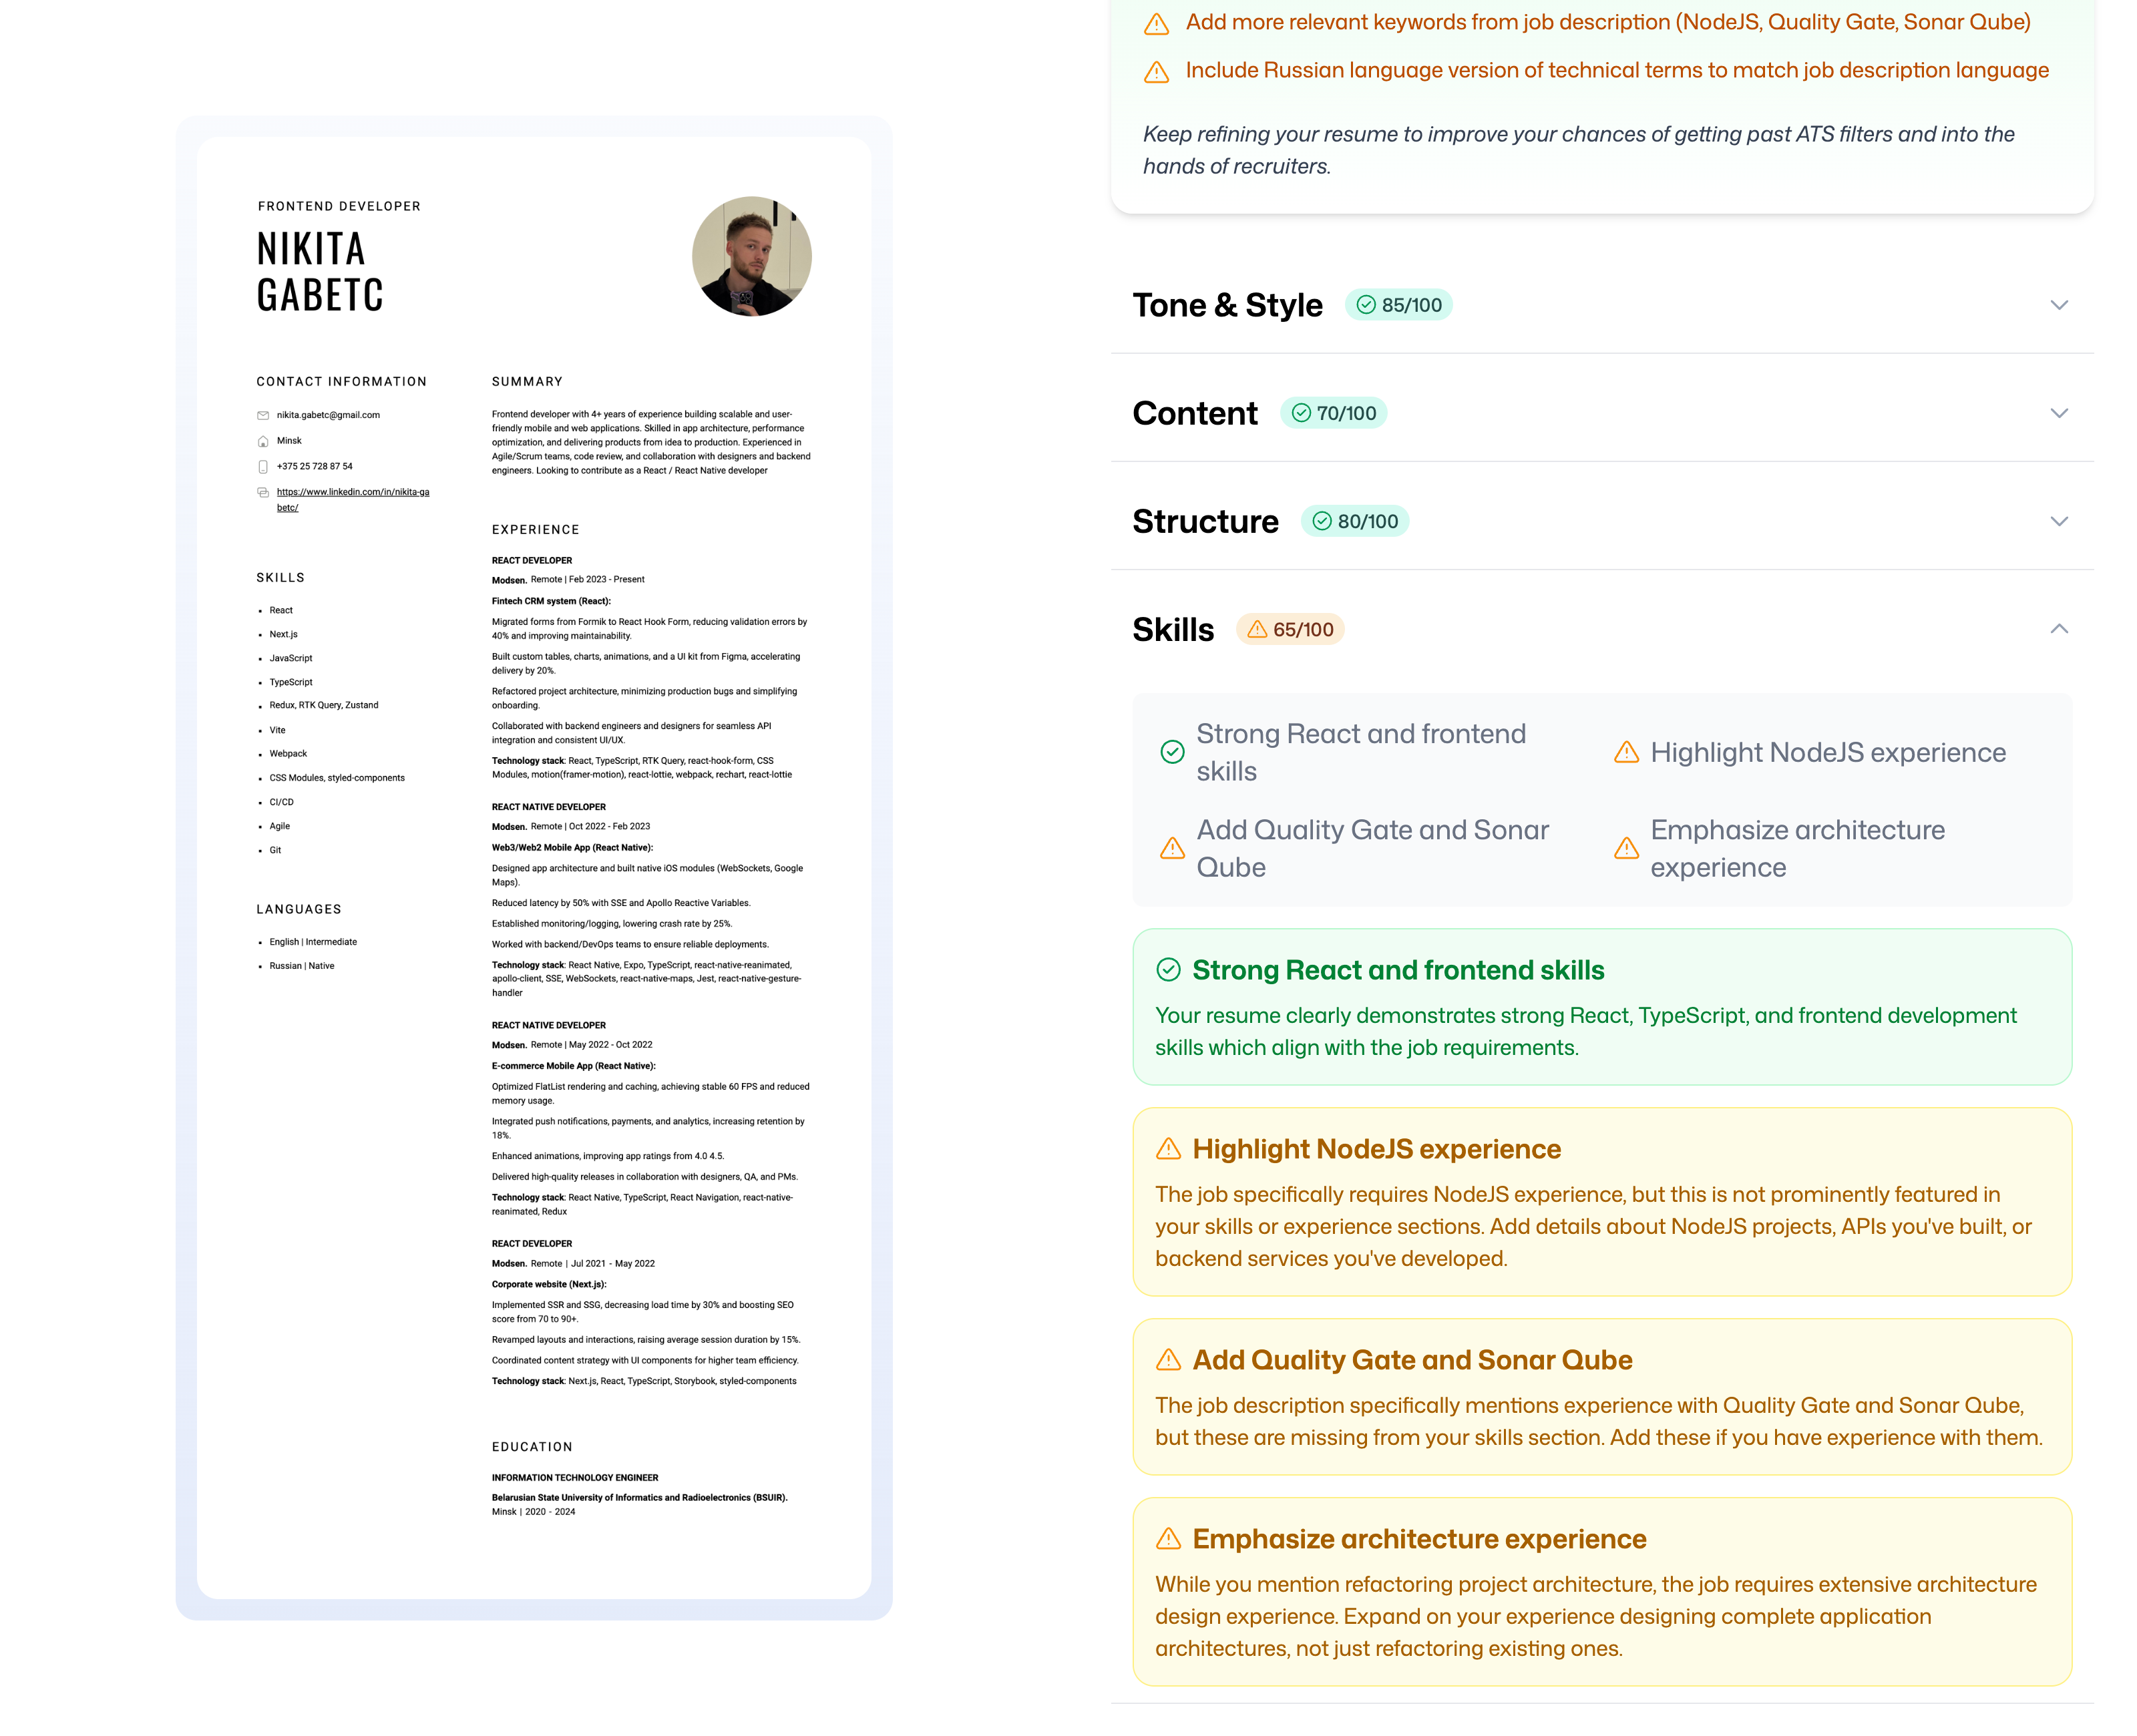 FRONTEND DEVELOPER
NIKITA
GABETC
CONTACT INFORMATION
nikita.gabetc@gmail.com
Minsk
+375 25 728 87 54
https://www.linkedin.com/in/nikita-ga
betc/
SKILLS
React
Next.js
JavaScript
TypeScript
Redux, RTK Query, Zustand
Vite
Webpack
CSS Modules, styled-components
CI/CD
Agile
Git
LANGUAGES
English | Intermediate
Russian | Native
SUMMARY
Frontend developer with 4+ years of experience building scalable and user-
friendly mobile and web applications. Skilled in app architecture, performance
optimization, and delivering products from idea to production. Experienced in
Agile/Scrum teams, code review, and collaboration with designers and backend
engineers. Looking to contribute as a React / React Native developer
EXPERIENCE
REACT DEVELOPER
Modsen. Remote | Feb 2023 - Present
Fintech CRM system (React):
Migrated forms from Formik to React Hook Form, reducing validation errors by
40% and improving maintainability.
Built custom tables, charts, animations, and a UI kit from Figma, accelerating
delivery by 20%.
Refactored project architecture, minimizing production bugs and simplifying
onboarding.
Collaborated with backend engineers and designers for seamless API
integration and consistent UI/UX.
Technology stack: React, TypeScript, RTK Query, react-hook-form, CSS
Modules, motion(framer-motion), react-lottie, webpack, rechart, react-lottie
REACT NATIVE DEVELOPER
Modsen. Remote | Oct 2022 - Feb 2023
Web3/Web2 Mobile App (React Native):
Designed app architecture and built native iOS modules (WebSockets, Google
Maps).
Reduced latency by 50% with SSE and Apollo Reactive Variables.
Established monitoring/logging, lowering crash rate by 25%.
Worked with backend/DevOps teams to ensure reliable deployments.
Technology stack: React Native, Expo, TypeScript, react-native-reanimated,
apollo-client, SSE, WebSockets, react-native-maps, Jest, react-native-gesture-
handler
REACT NATIVE DEVELOPER
Modsen. Remote | May 2022 - Oct 2022
E-commerce Mobile App (React Native):
Optimized FlatList rendering and caching, achieving stable 60 FPS and reduced
memory usage.
Integrated push notifications, payments, and analytics, increasing retention by
18%.
Enhanced animations, improving app ratings from 4.0 4.5.
Delivered high-quality releases in collaboration with designers, QA, and PMs.
Technology stack: React Native, TypeScript, React Navigation, react-native-
reanimated, Redux
REACT DEVELOPER
Modsen. Remote | Jul 2021 - May 2022
Corporate website (Next.js):
Implemented SSR and SSG, decreasing load time by 30% and boosting SEO
score from 70 to 90+.
Revamped layouts and interactions, raising average session duration by 15%.
Coordinated content strategy with UI components for higher team efficiency.
Technology stack: Next.js, React, TypeScript, Storybook, styled-components
EDUCATION
INFORMATION TECHNOLOGY ENGINEER
Belarusian State University of Informatics and Radioelectronics (BSUIR).
Minsk | 2020 - 2024
Add more relevant keywords from job description (NodeJS, Quality Gate, Sonar Qube)
Include Russian language version of technical terms to match job description language
Keep refining your resume to improve your chances of getting past ATS filters and into the
hands of recruiters.
Tone & Style 85/100
Content 70/100
Structure 80/100
Skills 65/100
Strong React and frontend
skills
Highlight NodeJS experience
Add Quality Gate and Sonar
Qube
Emphasize architecture
experience
Strong React and frontend skills
Your resume clearly demonstrates strong React, TypeScript, and frontend development
skills which align with the job requirements.
Highlight NodeJS experience
The job specifically requires NodeJS experience, but this is not prominently featured in
your skills or experience sections. Add details about NodeJS projects, APIs you've built, or
backend services you've developed.
Add Quality Gate and Sonar Qube
The job description specifically mentions experience with Quality Gate and Sonar Qube,
but these are missing from your skills section. Add these if you have experience with them.
Emphasize architecture experience
While you mention refactoring project architecture, the job requires extensive architecture
design experience. Expand on your experience designing complete application
architectures, not just refactoring existing ones.